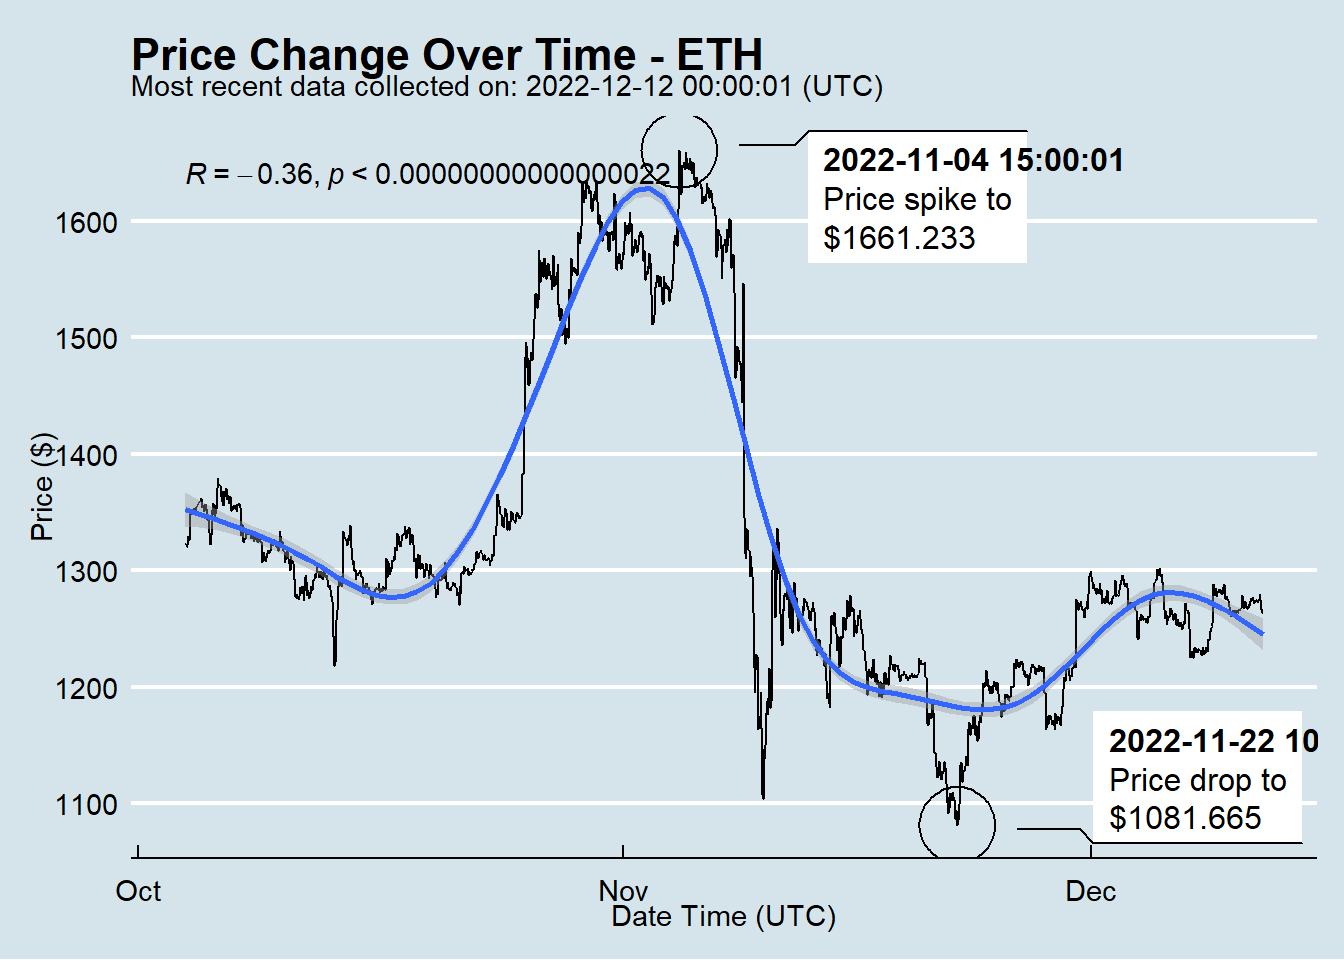 Price Change Over Time - ETH
Most recent data collected on: 2022-12-12 00:00:01 (UTC)
R = −0.36, p < 0.00000000000000022
2022-11-04 15:00:01
Price spike to
$1661.233
1600
1500
1400
1300
1200
1100
Price ($)
2022-11-22 10
Price drop to
$1081.665
Oct
Nov
Dec
Date Time (UTC)